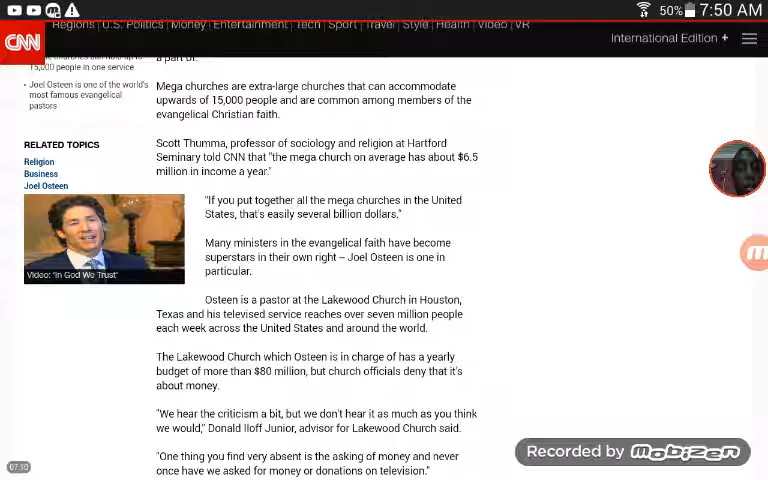 50% 7:50 AM
Regions U.S. Politics Money Entertainment Tech Sport Travel Style Health Video VR
CNN
International Edition +
15,000 people in one service
Joel Osteen is one of the world's
most famous evangelical
pastors
RELATED TOPICS
Religion
Business
Joel Osteen
Video: "In God We Trust"
a part of.
Mega churches are extra-large churches that can accommodate
upwards of 15,000 people and are common among members of the
evangelical Christian faith.
Scott Thumma, professor of sociology and religion at Hartford
Seminary told CNN that "the mega church on average has about $6.5
million in income a year."
"If you put together all the mega churches in the United
States, that's easily several billion dollars."
Many ministers in the evangelical faith have become
superstars in their own right – Joel Osteen is one in
particular.
Osteen is a pastor at the Lakewood Church in Houston,
Texas and his televised service reaches over seven million people
each week across the United States and around the world.
The Lakewood Church which Osteen is in charge of has a yearly
budget of more than $80 million, but church officials deny that it's
about money.
"We hear the criticism a bit, but we don't hear it as much as you think
we would," Donald Iloff Junior, advisor for Lakewood Church said.
"One thing you find very absent is the asking of money and never
once have we asked for money or donations on television."
07:10
Recorded by mobizen